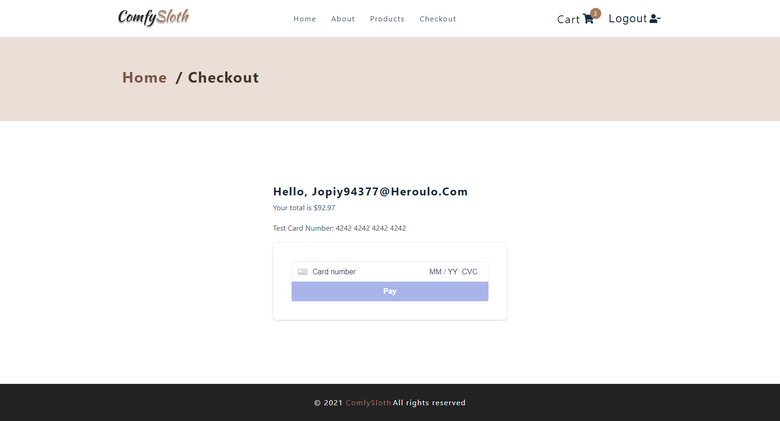 ComfySloth
Home About Products Checkout
Cart 3 Logout
Home / Checkout
Hello, Jopiy94377@Heroulo.Com
Your total is $92.97
Test Card Number: 4242 4242 4242 4242
Card number MM / YY CVC
Pay
© 2021 ComfySloth All rights reserved